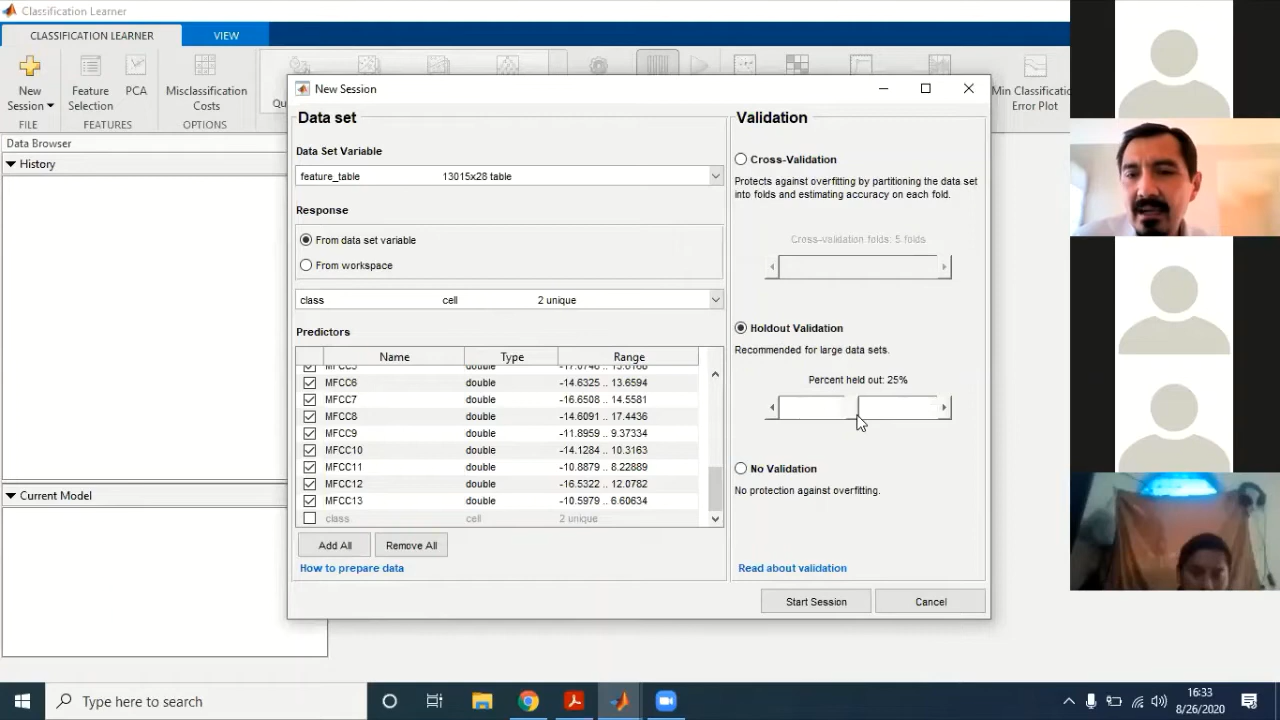 Classification Learner
CLASSIFICATION LEARNER
VIEW
New Session
Feature Selection
PCA
Misclassification Costs
Min Classific
Error Plot
FILE
FEATURES
OPTIONS
Data Browser
History
Current Model
New Session
Data set
Data Set Variable
feature_table 13015x28 table
Response
From data set variable
From workspace
class cell 2 unique
Predictors
Name Type Range
MFCC6 double -14.6325 .. 13.6594
MFCC7 double -16.6508 .. 14.5581
MFCC8 double -14.6091 .. 17.4436
MFCC9 double -11.8959 .. 9.37334
MFCC10 double -14.1284 .. 10.3163
MFCC11 double -10.8879 .. 8.22889
MFCC12 double -16.5322 .. 12.0782
MFCC13 double -10.5979 .. 6.60634
class cell 2 unique
Add All
Remove All
How to prepare data
Validation
Cross-Validation
Protects against overfitting by partitioning the data set
into folds and estimating accuracy on each fold.
Cross-validation folds: 5 folds
Holdout Validation
Recommended for large data sets.
Percent held out: 25%
No Validation
No protection against overfitting.
Read about validation
Start Session
Cancel
Type here to search
16:33
8/26/2020